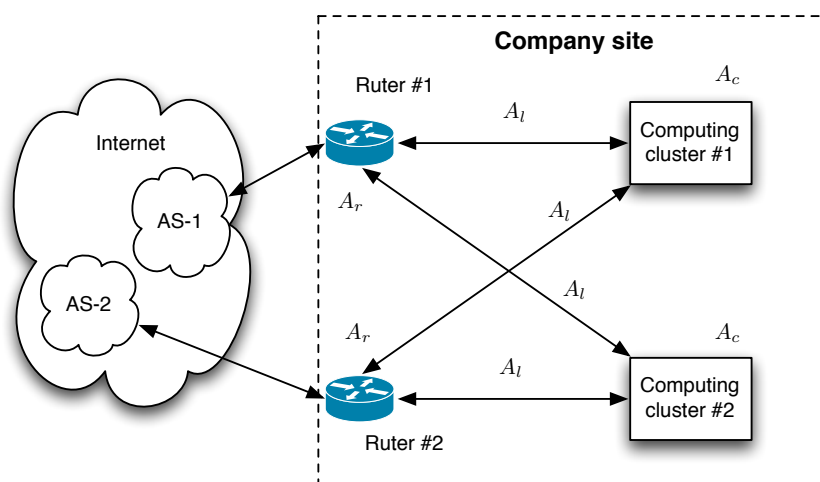 Company site
Ruter #1
A_c
A_l
Internet
Computing
cluster #1
AS-1
A_r
A_l
AS-2
A_l
A_r
A_c
A_l
Computing
cluster #2
Ruter #2